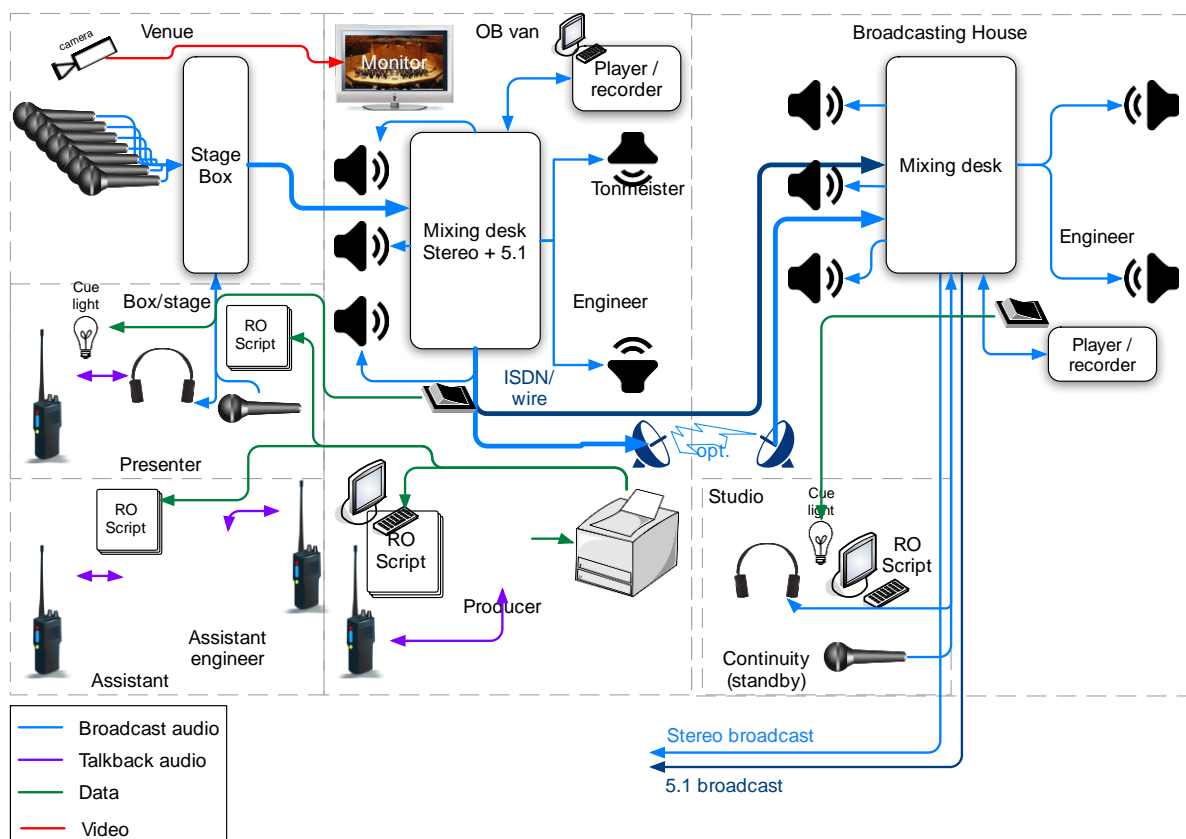 Venue
OB van
Broadcasting House
camera
Monitor
Player /
recorder
Stage
Box
Tonmeister
Mixing desk
Mixing desk
Stereo + 5.1
Engineer
Engineer
Cue
light
Box/stage
RO
Script
ISDN/
wire
Player /
recorder
opt.
Presenter
RO
Script
Studio
Cue
light
RO
Script
RO
Script
Producer
Assistant
engineer
Assistant
Continuity
(standby)
Broadcast audio
Talkback audio
Data
Video
Stereo broadcast
5.1 broadcast